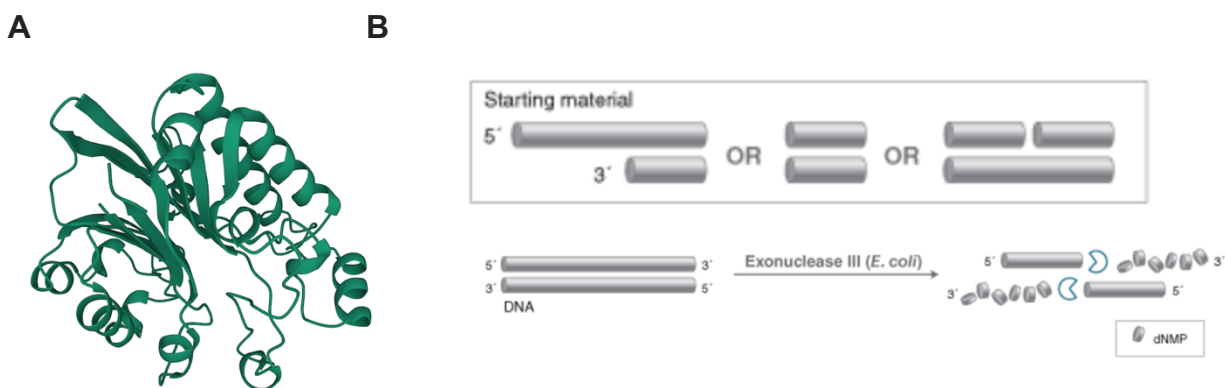 A B
Starting material
5´
OR OR
3´
5´ 3´ Exonuclease III (E. coli) 5´ 3´
3´ 5´ 3´ 5´
DNA
dNMP